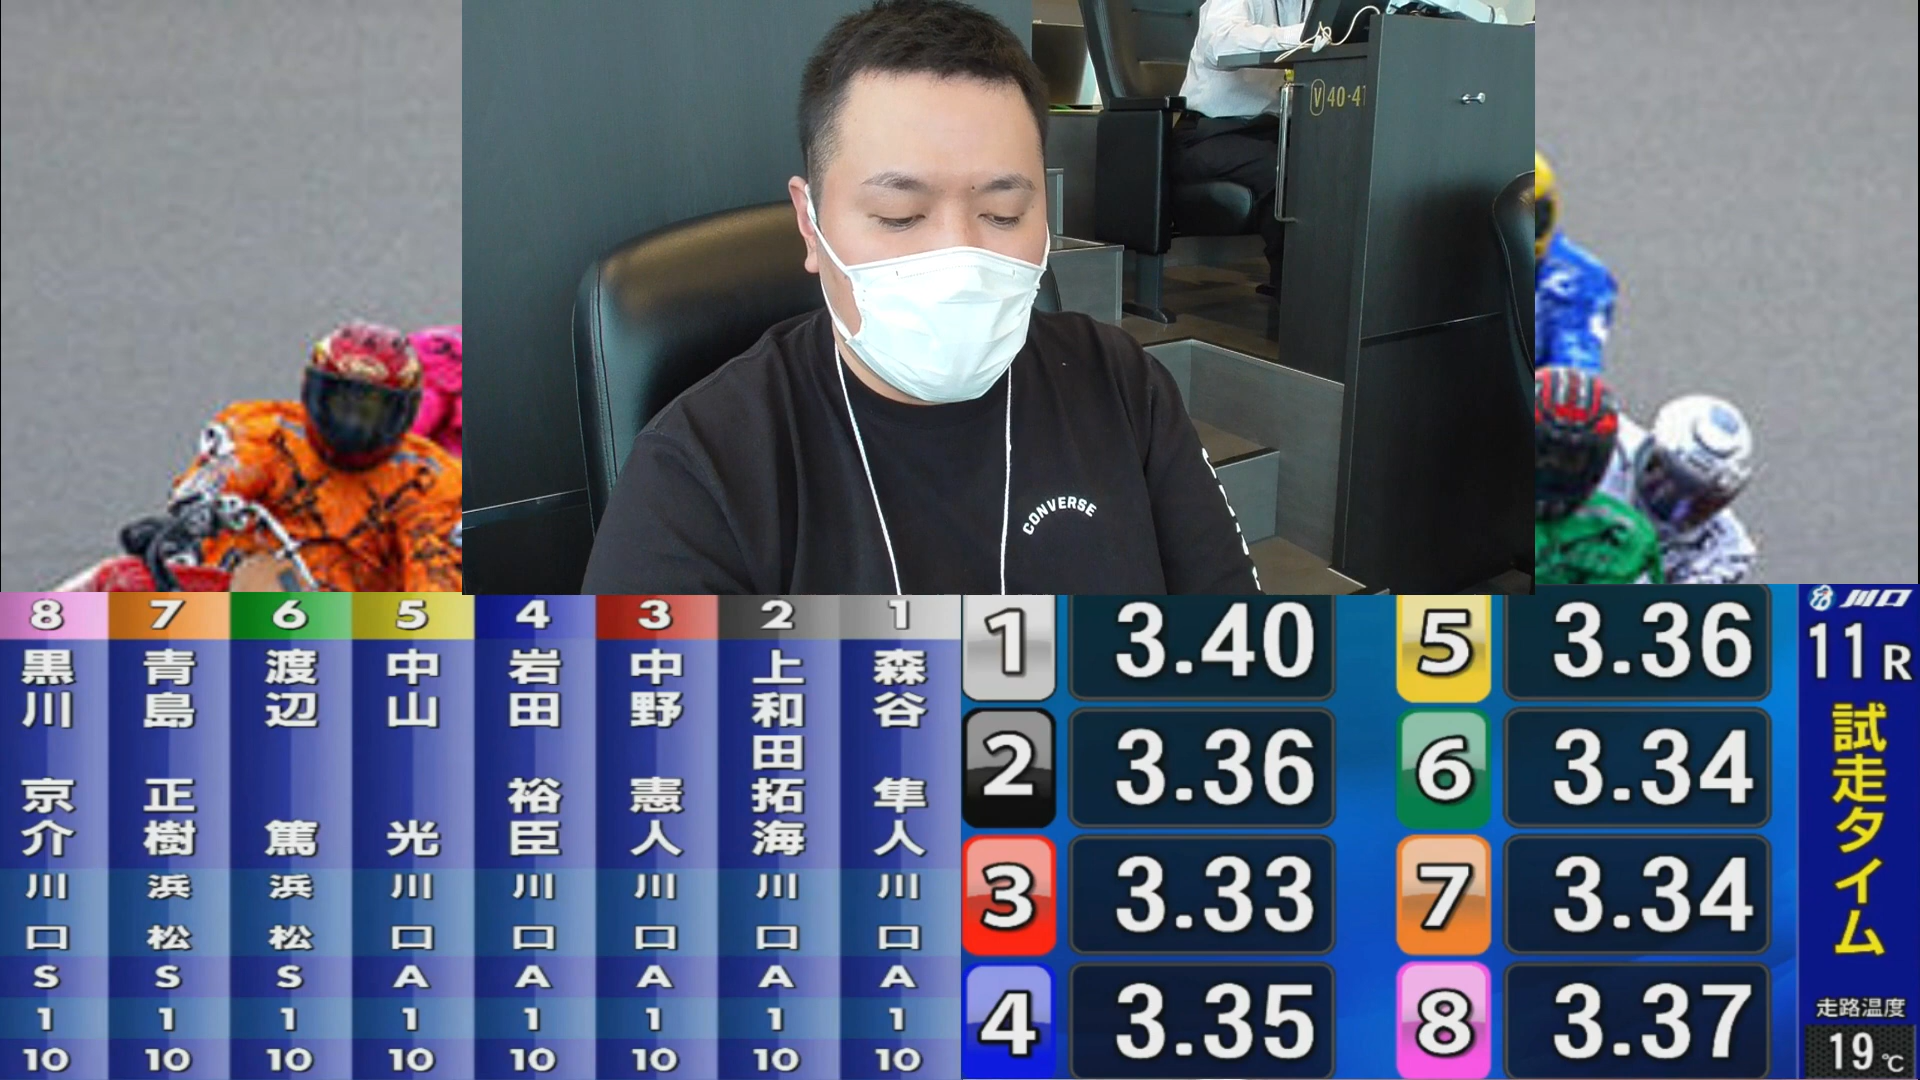 V 40-41
CONVERSE
8 7 6 5 4 3 2 1
黒川 京介
青島 正樹
渡辺 篤
中山 光
岩田 裕臣
中野 憲人
上和田拓海
森谷 隼人
川口 浜松 浜松 川口 川口 川口 川口 川口
S S S A A A A A
1 1 1 1 1 1 1 1
10 10 10 10 10 10 10 10
1 3.40 5 3.36
2 3.36 6 3.34
3 3.33 7 3.34
4 3.35 8 3.37
川口
11R
試走タイム
走路温度
19℃